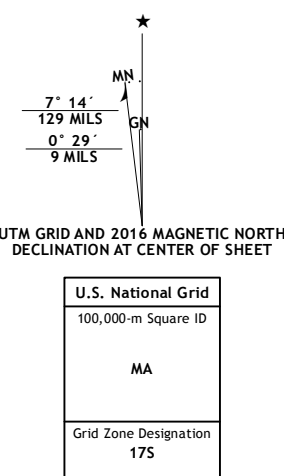 ★
MN
7° 14´
129 MILS
GN
0° 29´
9 MILS
UTM GRID AND 2016 MAGNETIC NORTH
DECLINATION AT CENTER OF SHEET
U.S. National Grid
100,000-m Square ID
MA
Grid Zone Designation
17S